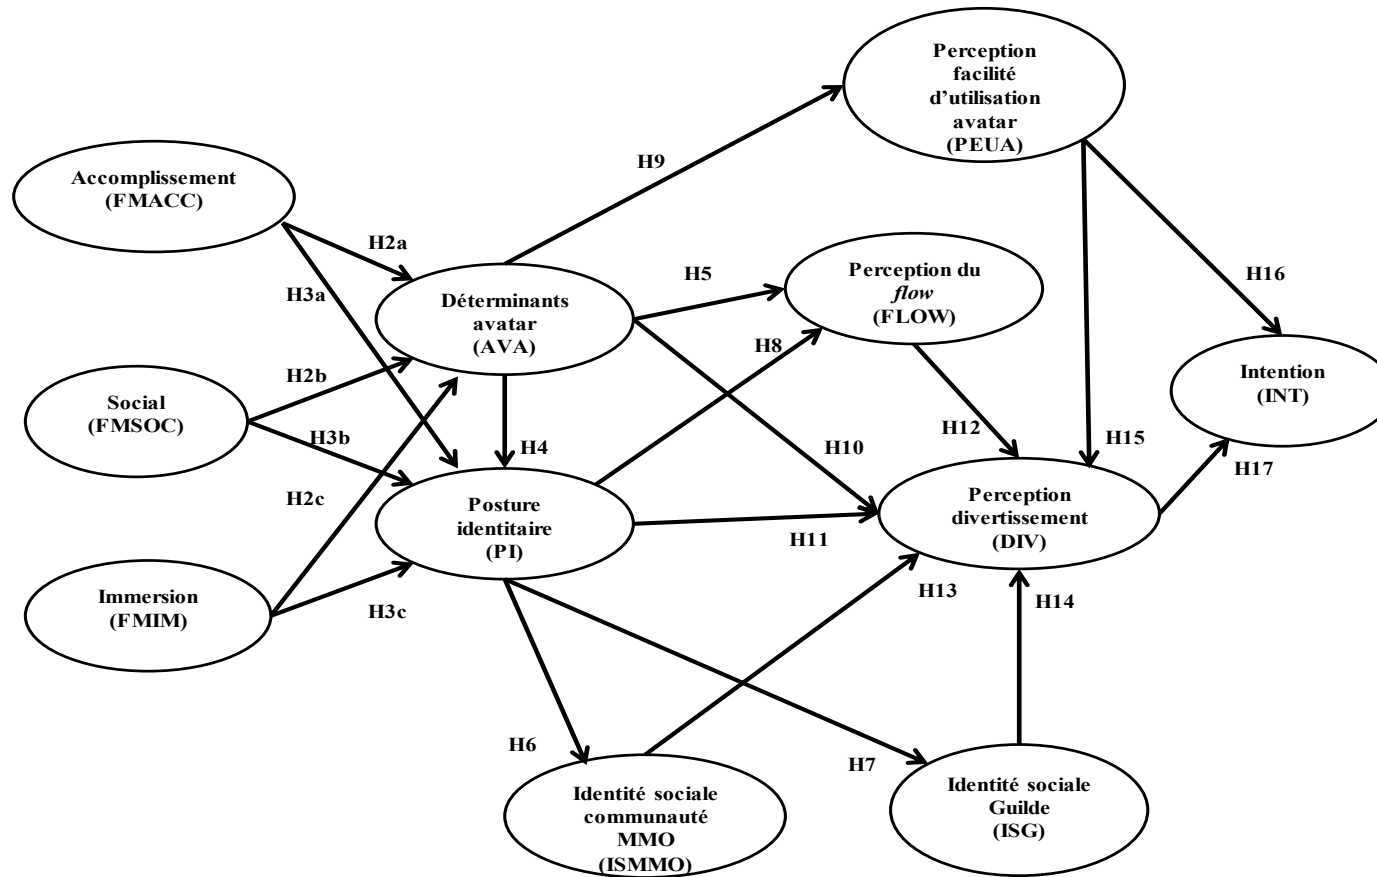 Perception
facilité
d'utilisation
avatar
(PEUA)
H9
Accomplissement
(FMACC)
H2a
H5
Perception du
flow
(FLOW)
H16
H3a
Déterminants
avatar
(AVA)
H8
H2b
Intention
(INT)
Social
(FMSOC)
H3b
H4
H10
H12
H15
H17
H2c
Posture
identitaire
(PI)
Perception
divertissement
(DIV)
H11
Immersion
(FMIM)
H3c
H13
H14
H6
H7
Identité sociale
communauté
MMO
(ISMMO)
Identité sociale
Guilde
(ISG)